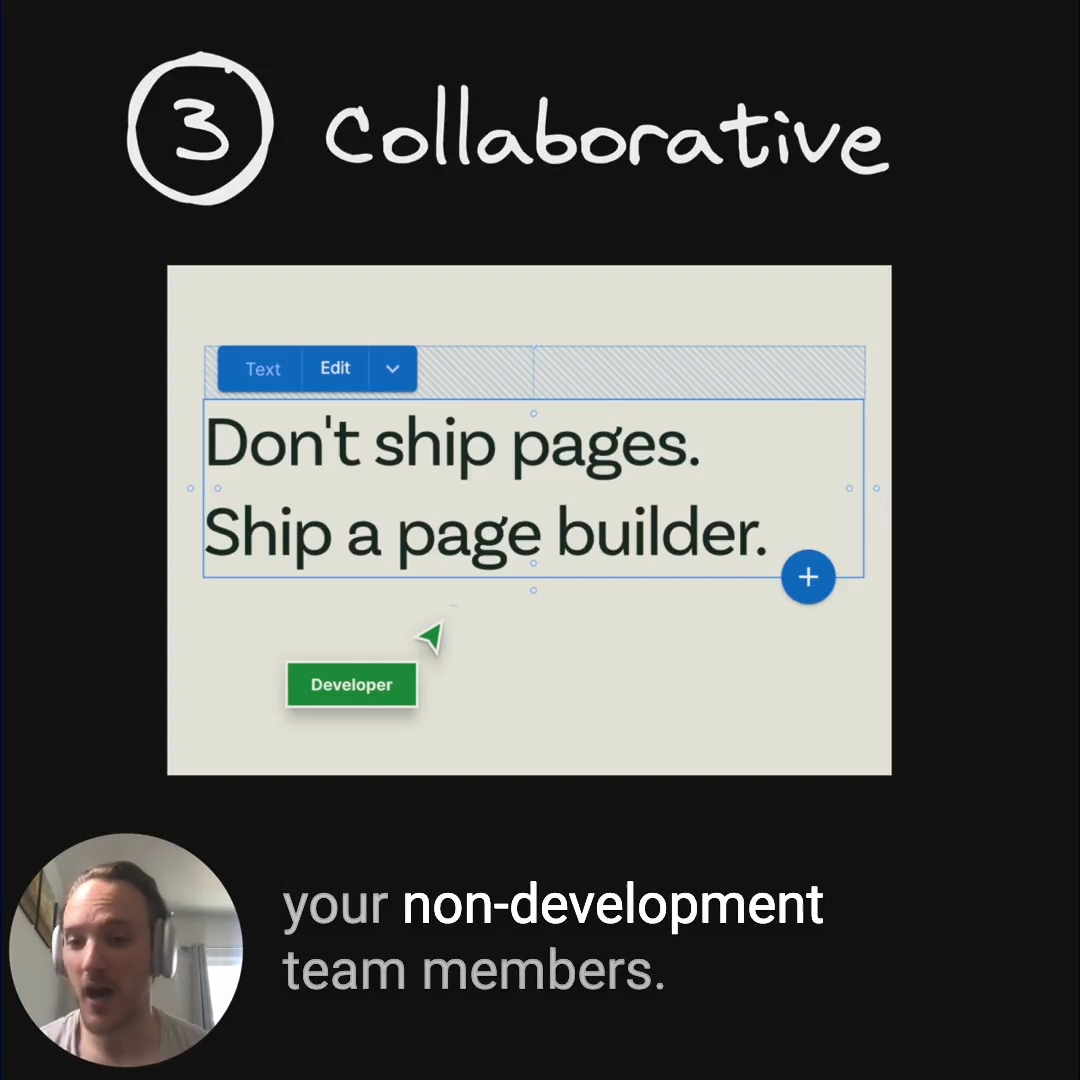 3 Collaborative
Text Edit
Don't ship pages.
Ship a page builder.
+
Developer
your non-development
team members.